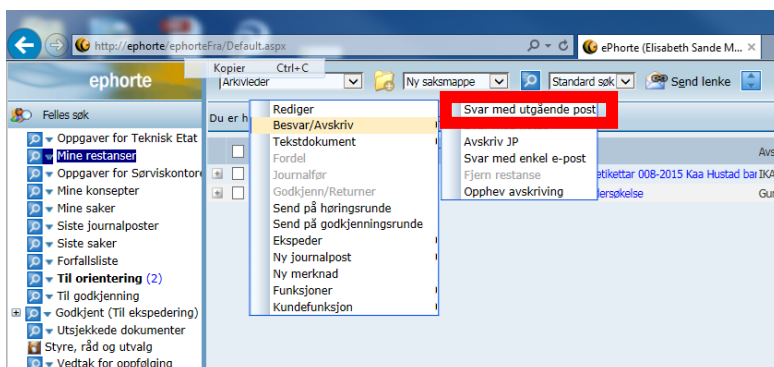 http://ephorte/ephorteFra/Default.aspx
ePhorte (Elisabeth Sande M...
ephorte
Kopier Ctrl+C
Arkivleder
Ny saksmappe
Standard søk
Send lenke
Felles søk
Du er h
Oppgaver for Teknisk Etat
Mine restanser
Oppgaver for Sørviskontore
Mine konsepter
Mine saker
Siste journalposter
Siste saker
Forfallsliste
Til orientering (2)
Til godkjenning
Godkjent (Til ekspedering)
Utsjekkede dokumenter
Styre, råd og utvalg
Vedtak for oppfølging
Rediger
Besvar/Avskriv
Tekstdokument
Fordel
Journalfør
Godkjenn/Returner
Send på høringsrunde
Send på godkjenningsrunde
Ekspeder
Ny journalpost
Ny merknad
Funksjoner
Kundefunksjon
Svar med utgående post
Avskriv JP
Svar med enkel e-post
Fjern restanse
Opphev avskriving
Avs
etikettar 008-2015 Kaa Hustad bar IKA
dersøkelse
Gur